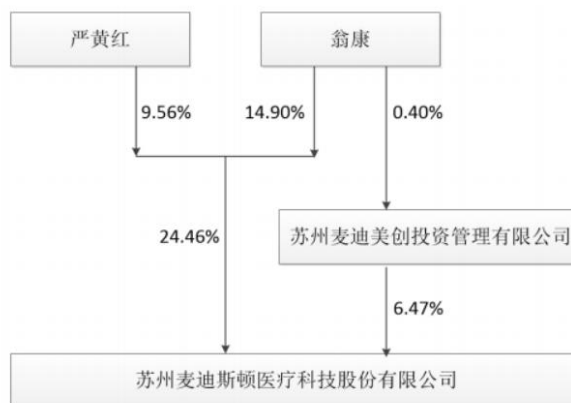 严黄红
翁康
9.56%
14.90%
0.40%
24.46%
苏州麦迪美创投资管理有限公司
6.47%
苏州麦迪斯顿医疗科技股份有限公司